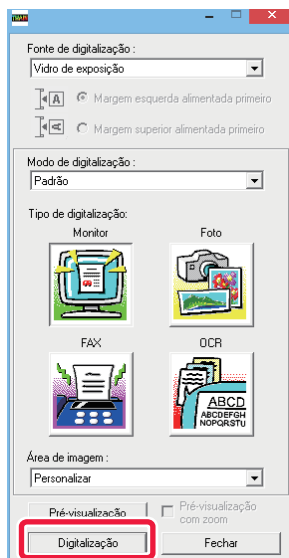 Fonte de digitalização :
Vidro de exposição
A
Margem esquerda alimentada primeiro
A
Margem superior alimentada primeiro
Modo de digitalização :
Padrão
Tipo de digitalização:
Monitor Foto
FAX OCR
ABCD
ABCDEFGH
NOPQRSTU
Área de imagem :
Personalizar
Pré-visualização
Pré-visualização
com zoom
Digitalização Fechar